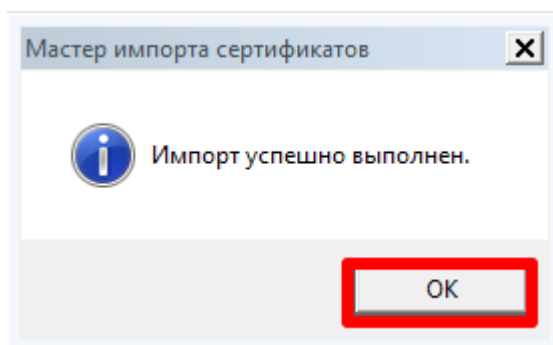 Мастер импорта сертификатов
Импорт успешно выполнен.
OK